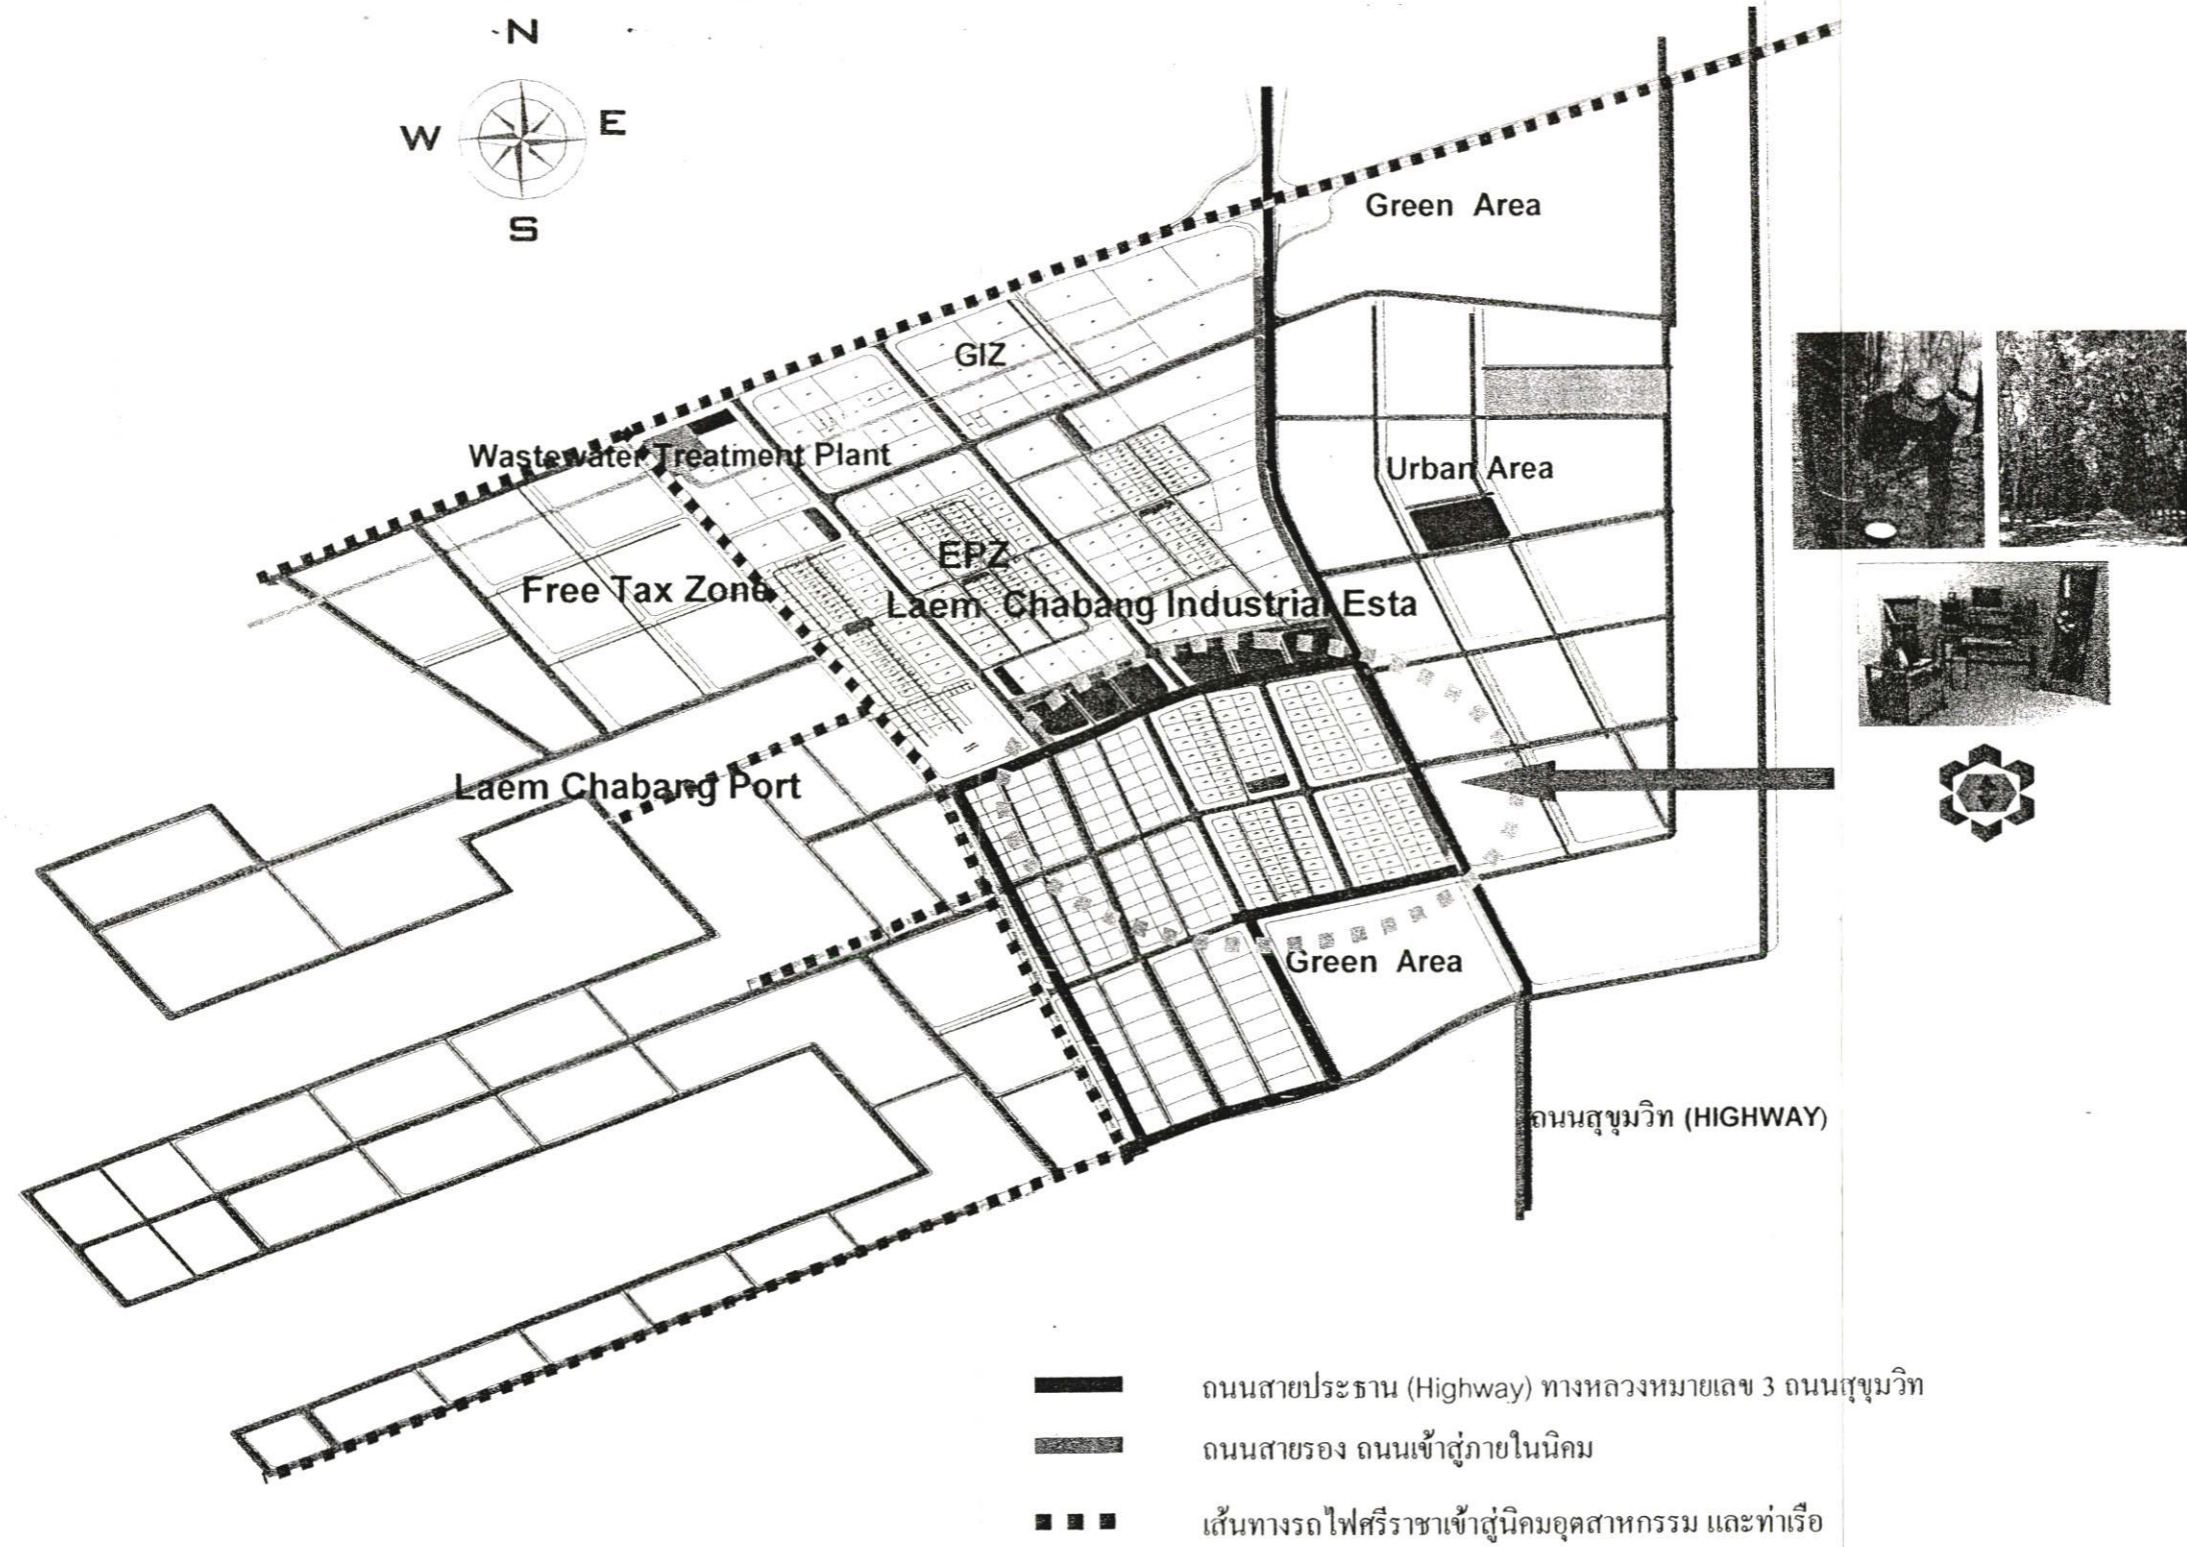 N
W
E
S
Green Area
GIZ
Wastewater Treatment Plant
Urban Area
EPZ
Free Tax Zone
Laem Chabang Industrial Esta
Laem Chabang Port
Green Area
ถนนสุขุมวิท (HIGHWAY)
ถนนสายประธาน (Highway) ทางหลวงหมายเลข 3 ถนนสุขุมวิท
ถนนสายรอง ถนนเข้าสู่ภายในนิคม
เส้นทางรถไฟศรีราชาเข้าสู่นิคมอุตสาหกรรม และท่าเรือ